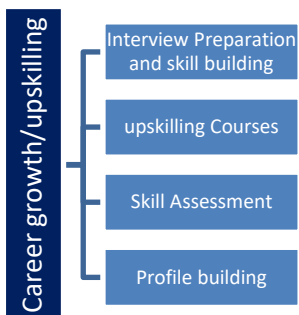 Career growth/upskilling
Interview Preparation
and skill building
upskilling Courses
Skill Assessment
Profile building